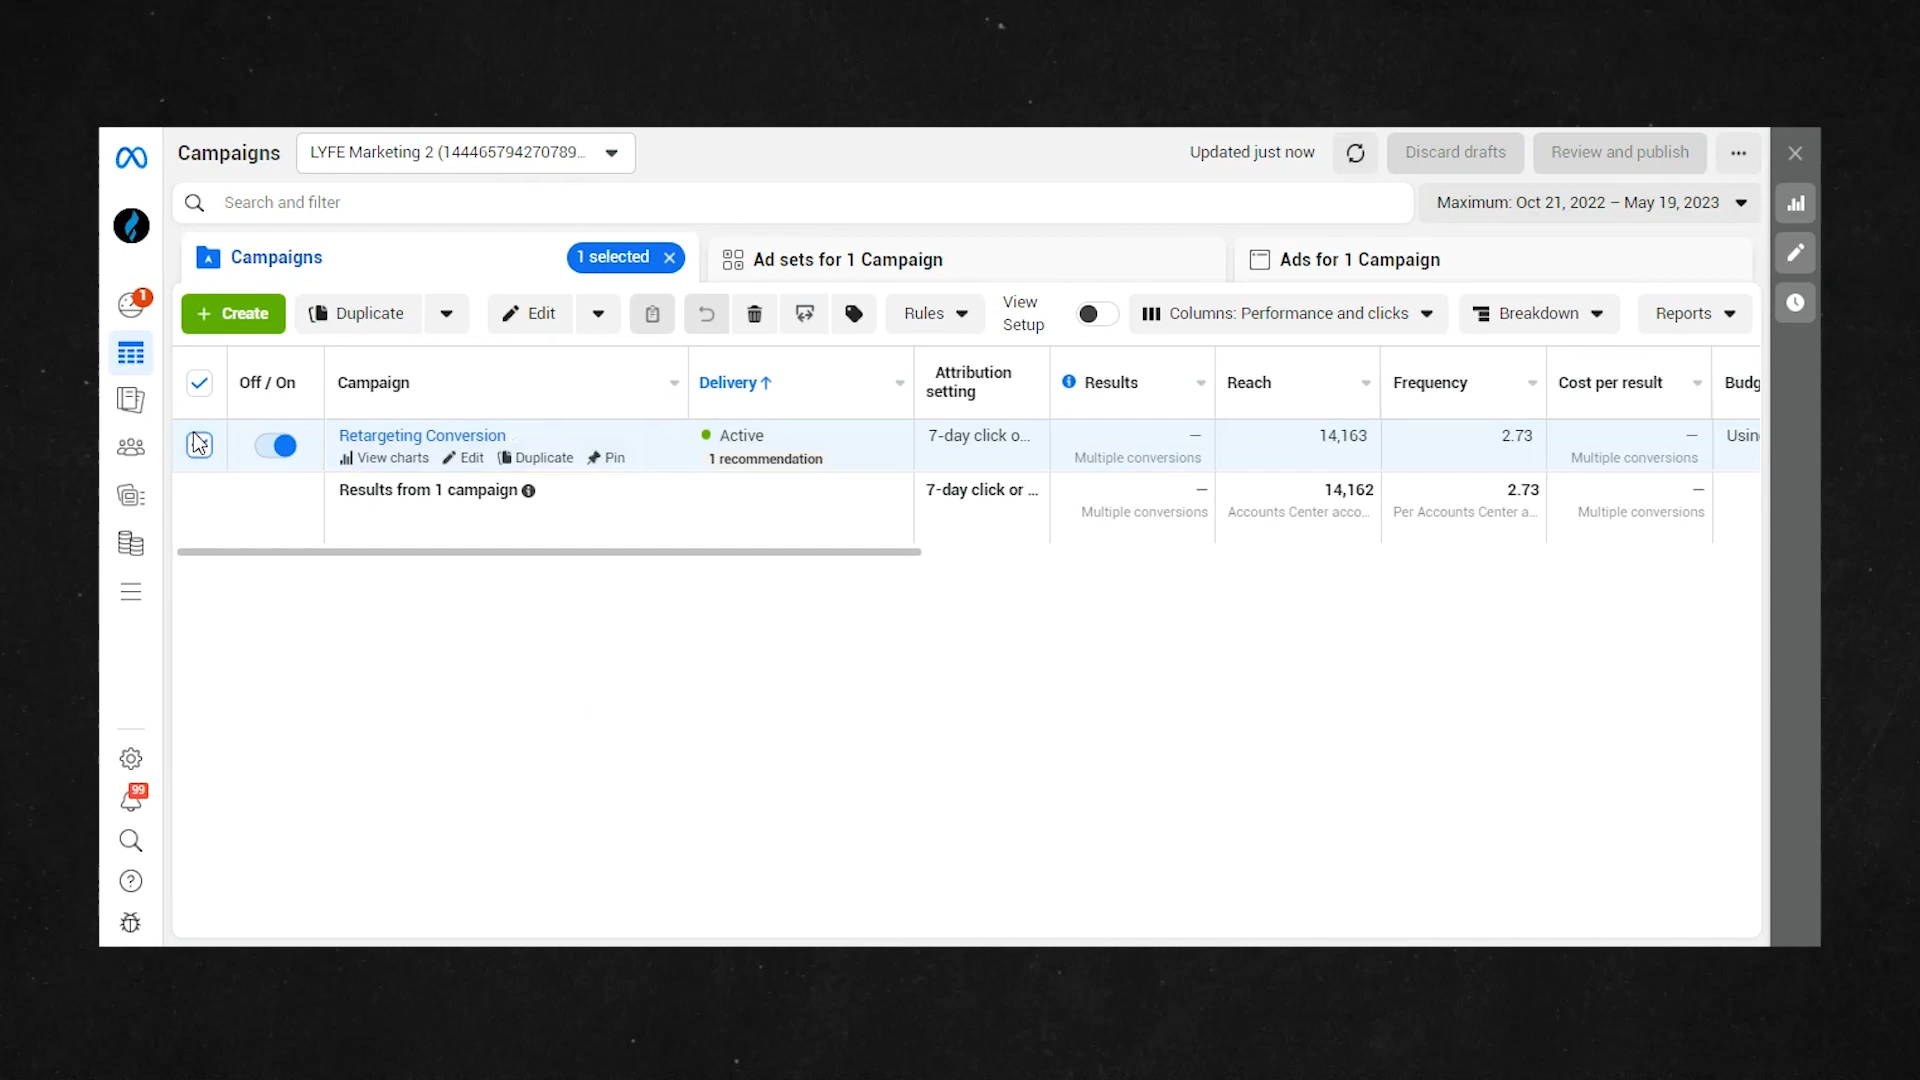 Campaigns
LYFE Marketing 2 (144465794270789...
Updated just now
Discard drafts
Review and publish
Search and filter
Maximum: Oct 21, 2022 – May 19, 2023
Campaigns
1 selected
Ad sets for 1 Campaign
Ads for 1 Campaign
+ Create
Duplicate
Edit
Rules
View
Setup
Columns: Performance and clicks
Breakdown
Reports
Off / On
Campaign
Delivery↑
Attribution
setting
Results
Reach
Frequency
Cost per result
Budg
Retargeting Conversion
View charts
Edit
Duplicate
Pin
Active
1 recommendation
7-day click o...
—
Multiple conversions
14,163
2.73
—
Multiple conversions
Usin
Results from 1 campaign
7-day click or ...
—
Multiple conversions
14,162
Accounts Center acco...
2.73
Per Accounts Center a...
—
Multiple conversions
1
99